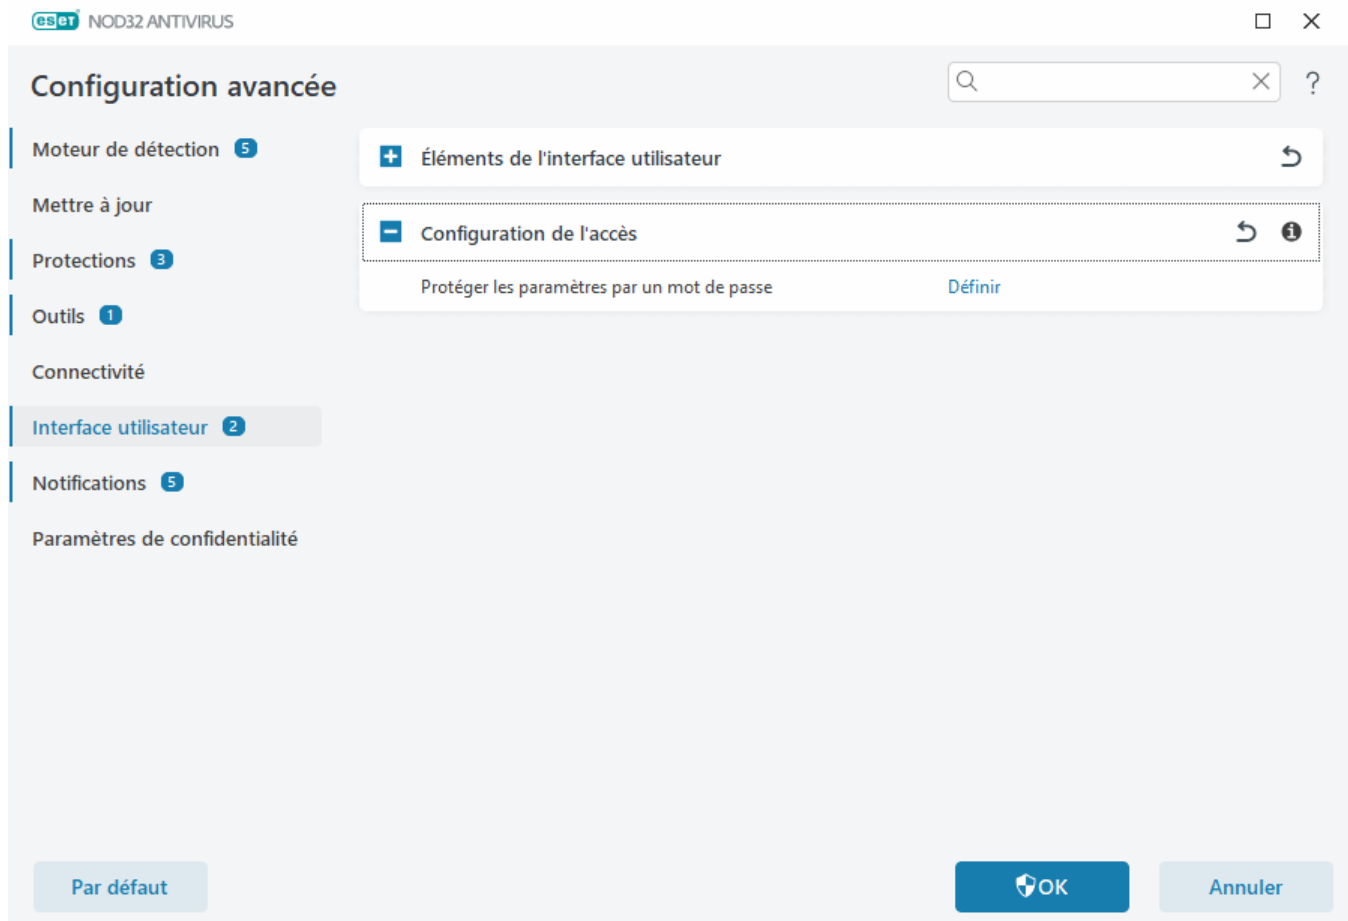 eset NOD32 ANTIVIRUS
Configuration avancée
?
Moteur de détection 5
Mettre à jour
Protections 3
Outils 1
Connectivité
Interface utilisateur 2
Notifications 5
Paramètres de confidentialité
Éléments de l'interface utilisateur
Configuration de l'accès
Protéger les paramètres par un mot de passe Définir
Par défaut
OK
Annuler